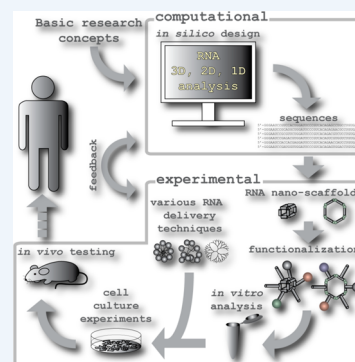 computational
Basic research
concepts
in silico design
RNA
3D, 2D, 1D
analysis
sequences
feedback
experimental
RNA nano-scaffold
various RNA
delivery
techniques
functionalization
in vivo testing
in vitro
analysis
cell
culture
experiments